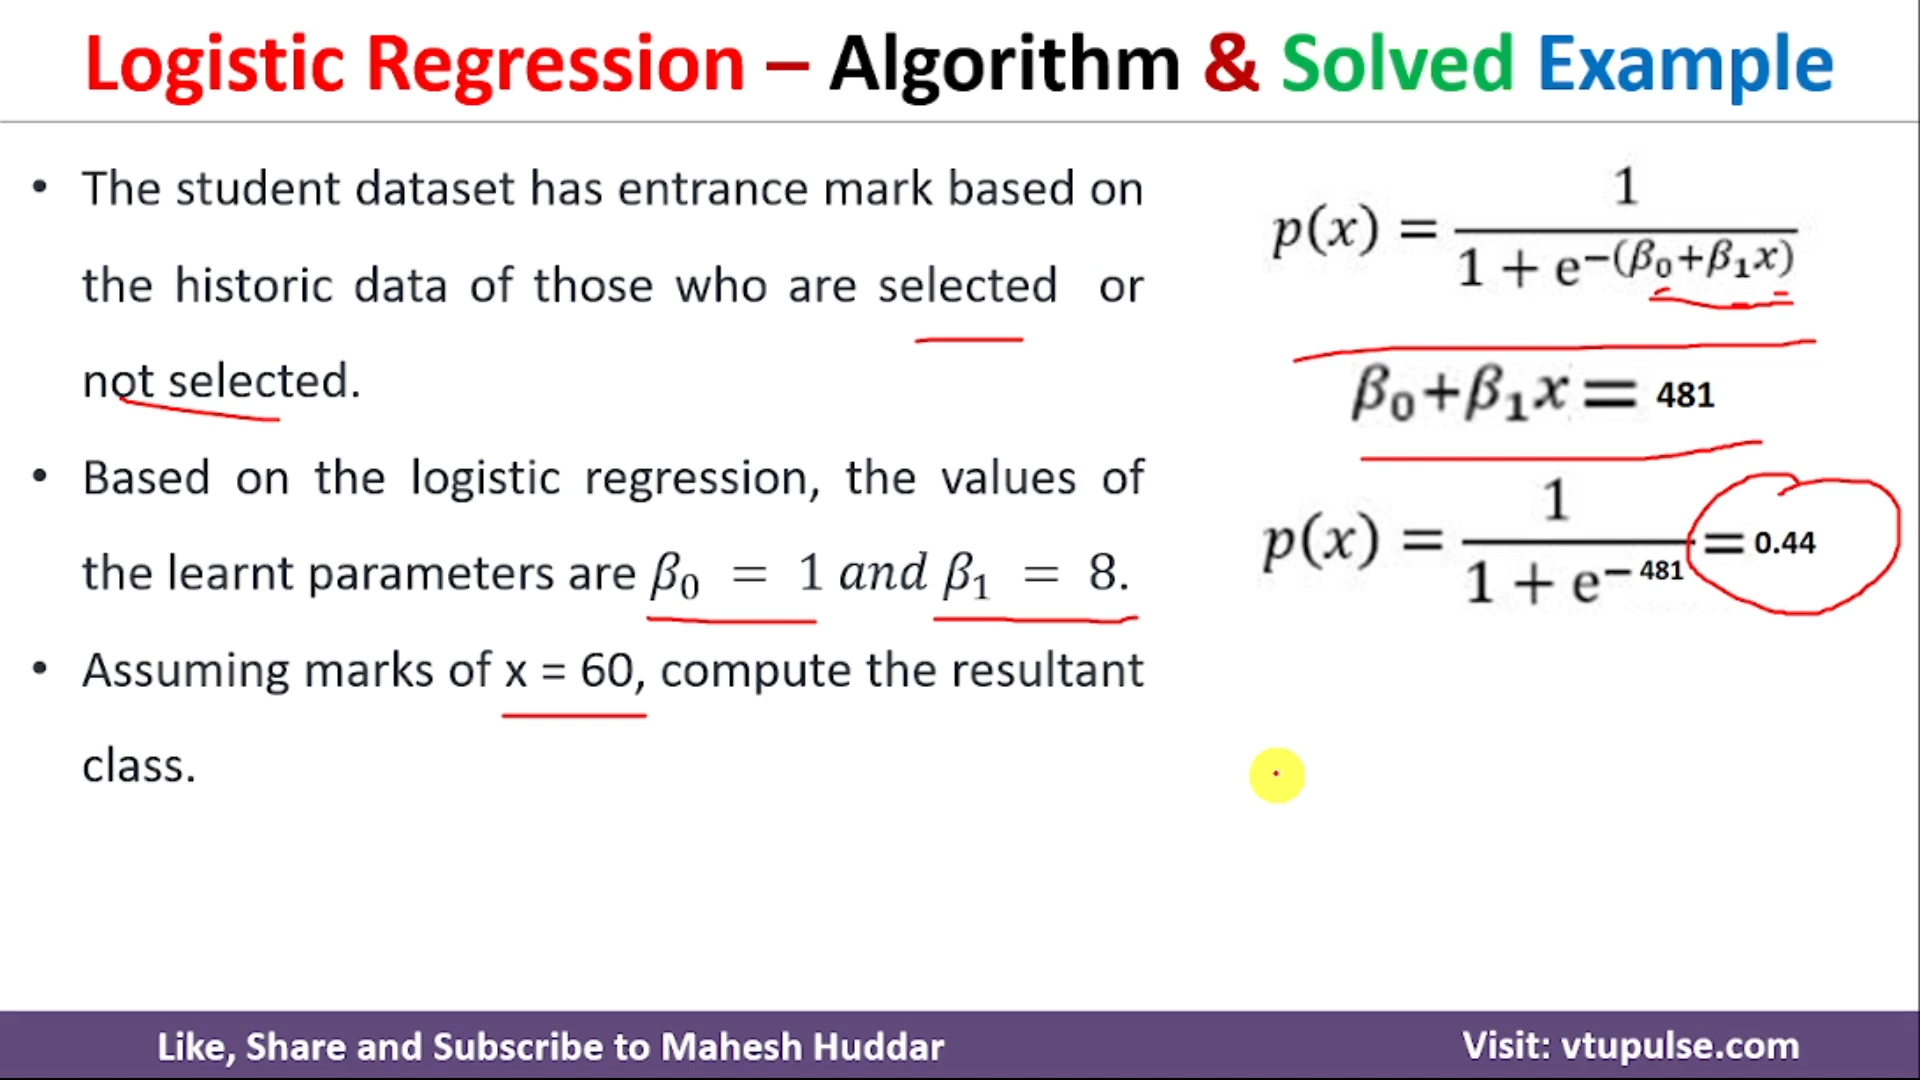 Logistic Regression – Algorithm & Solved Example
• The student dataset has entrance mark based on
the historic data of those who are selected or
not selected.
• Based on the logistic regression, the values of
the learnt parameters are β₀ = 1 and β₁ = 8.
• Assuming marks of x = 60, compute the resultant
class.
p(x) = 1 / (1 + e^−(β₀+β₁x))
β₀+β₁x = 481
p(x) = 1 / (1 + e^−481) = 0.44
Like, Share and Subscribe to Mahesh Huddar
Visit: vtupulse.com